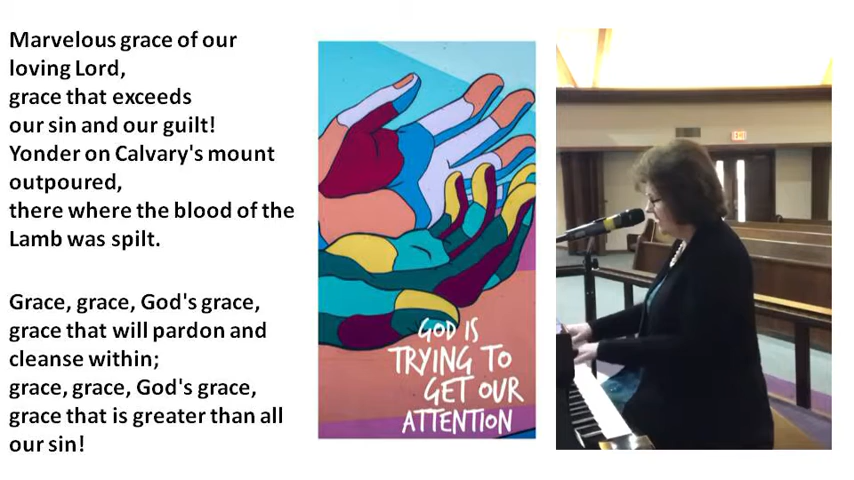 Marvelous grace of our
loving Lord,
grace that exceeds
our sin and our guilt!
Yonder on Calvary's mount
outpoured,
there where the blood of the
Lamb was spilt.
Grace, grace, God's grace,
grace that will pardon and
cleanse within;
grace, grace, God's grace,
grace that is greater than all
our sin!
GOD IS
TRYING TO
GET OUR
ATTENTION